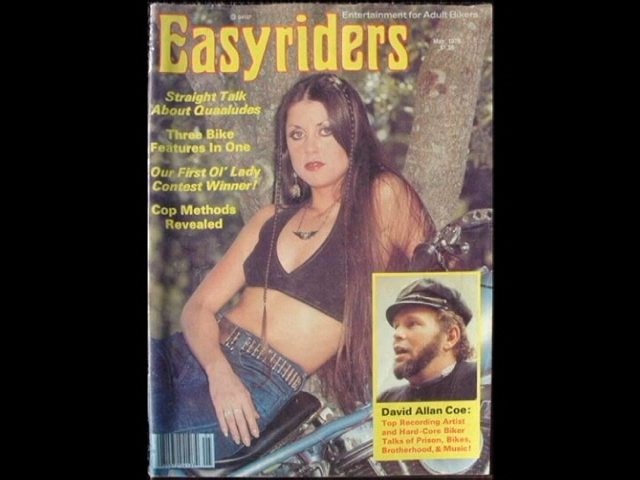 Entertainment for Adult Bikers
Easyriders
Straight Talk
About Quaaludes
Three Bike
Features In One
Our First Ol' Lady
Contest Winner!
Cop Methods
Revealed
David Allan Coe:
Top Recording Artist
and Hard-Core Biker
Talks of Prison, Bikes,
Brotherhood, & Music!